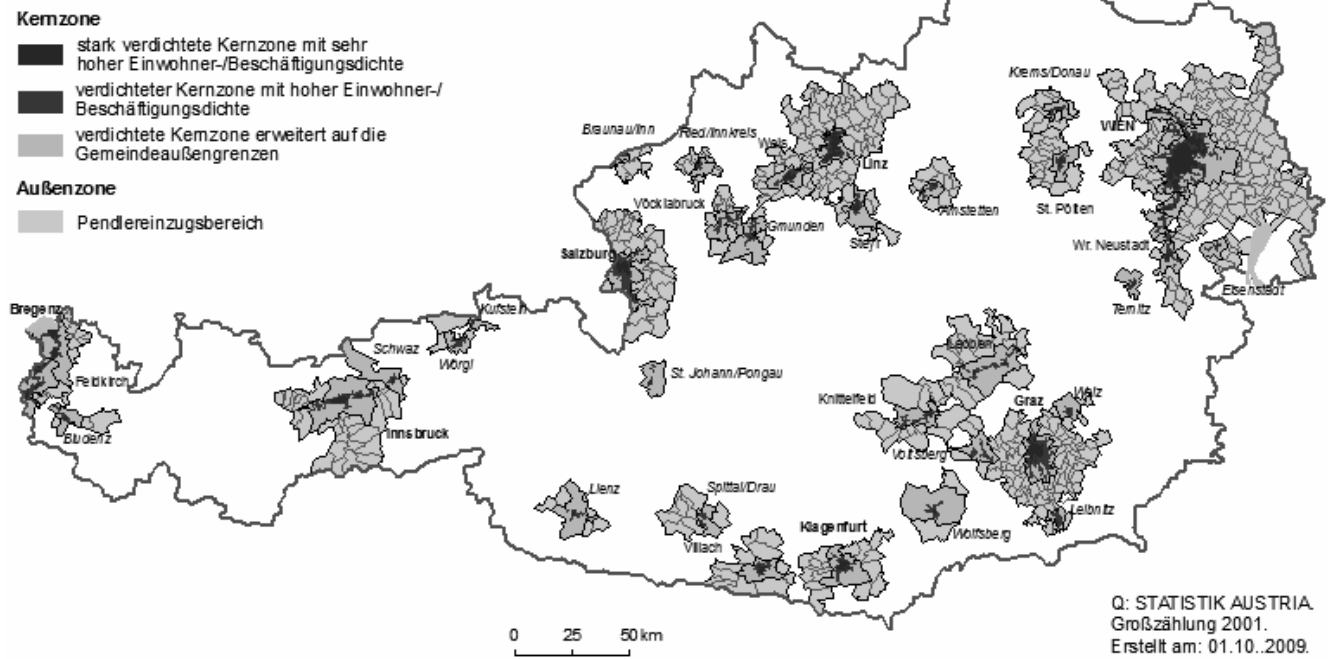 Kernzone
stark verdichtete Kernzone mit sehr
hoher Einwohner-/Beschäftigungsdichte
verdichteter Kernzone mit hoher Einwohner-/
Beschäftigungsdichte
verdichtete Kernzone erweitert auf die
Gemeindeaußengrenzen
Außenzone
Pendlereinzugsbereich
Krems/Donau
WIEN
Braunau/Inn
Ried/Innkreis
Wels
Linz
Vöcklabruck
Gmunden
Steyr
Amstetten
St. Pölten
Wr. Neustadt
Salzburg
Eisenstadt
Ternitz
Bregenz
Kufstein
Schwaz
Wörgl
Feldkirch
Bludenz
Innsbruck
St. Johann/Pongau
Leoben
Knittelfeld
Graz
Weiz
Voitsberg
Lienz
Spittal/Drau
Leibnitz
Wolfsberg
Klagenfurt
Villach
0 25 50 km
Q: STATISTIK AUSTRIA.
Großzählung 2001.
Erstellt am: 01.10..2009.